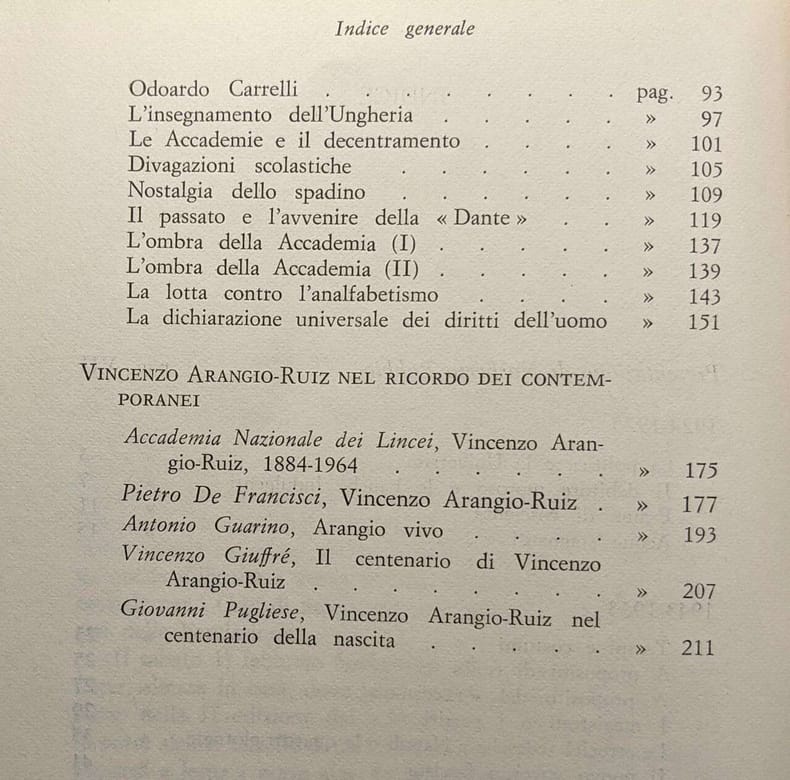 Indice generale
Odoardo Carrelli . . . . . . . . pag. 93
L'insegnamento dell'Ungheria . . . . . » 97
Le Accademie e il decentramento . . . . » 101
Divagazioni scolastiche . . . . . . » 105
Nostalgia dello spadino . . . . . . » 109
Il passato e l'avvenire della « Dante » . . » 119
L'ombra della Accademia (I) . . . . . » 137
L'ombra della Accademia (II) . . . . . » 139
La lotta contro l'analfabetismo . . . . » 143
La dichiarazione universale dei diritti dell'uomo » 151
VINCENZO ARANGIO-RUIZ NEL RICORDO DEI CONTEM-
PORANEI
Accademia Nazionale dei Lincei, Vincenzo Aran-
gio-Ruiz, 1884-1964 . . . . . . » 175
Pietro De Francisci, Vincenzo Arangio-Ruiz . » 177
Antonio Guarino, Arangio vivo . . . . » 193
Vincenzo Giuffré, Il centenario di Vincenzo
Arangio-Ruiz . . . . . . . . » 207
Giovanni Pugliese, Vincenzo Arangio-Ruiz nel
centenario della nascita . . . . . » 211